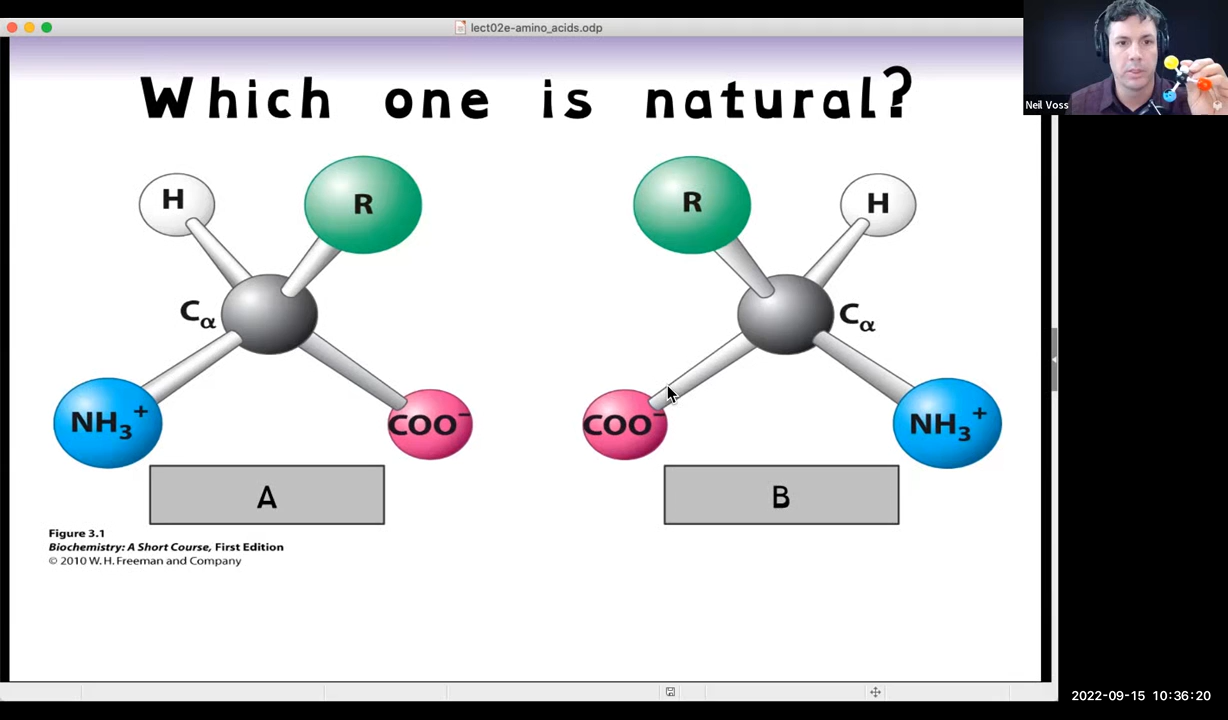 lect02e-amino_acids.odp
Neil Voss
Which one is natural?
H
R
Cα
NH3+
COO−
A
R
H
Cα
COO−
NH3+
B
Figure 3.1
Biochemistry: A Short Course, First Edition
© 2010 W. H. Freeman and Company
2022-09-15 10:36:20